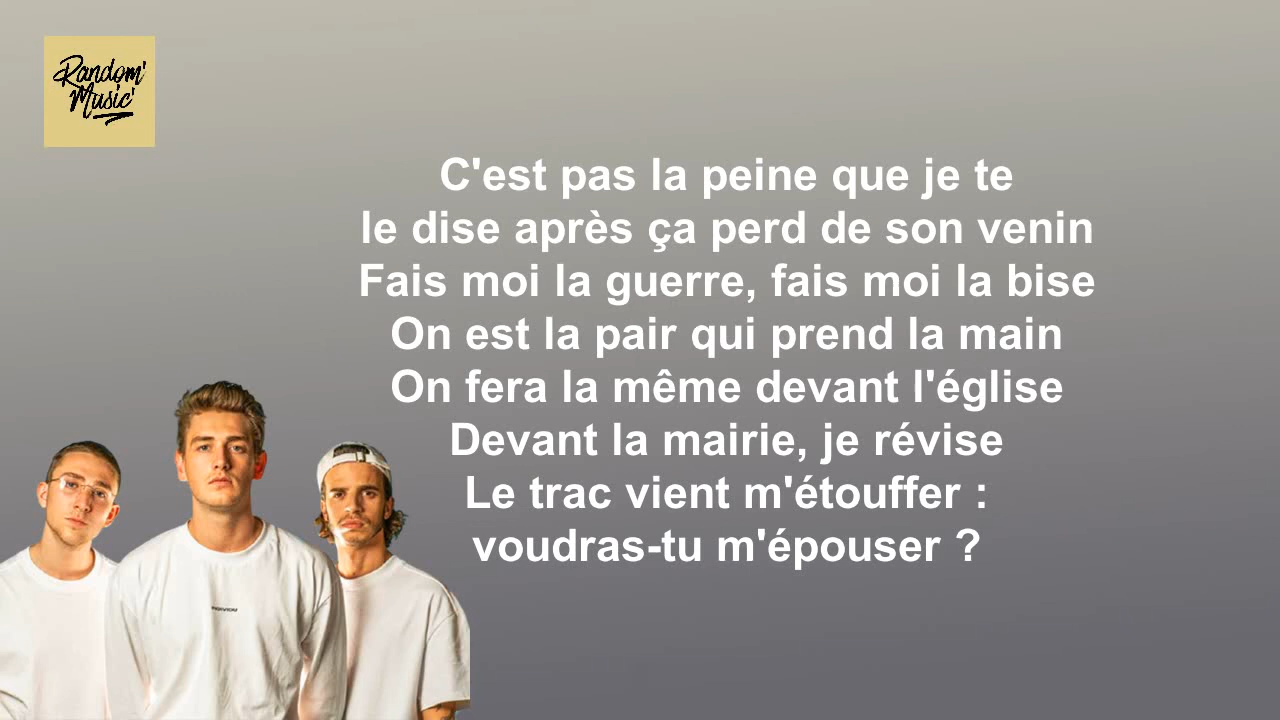 Random'
Music'
C'est pas la peine que je te
le dise après ça perd de son venin
Fais moi la guerre, fais moi la bise
On est la pair qui prend la main
On fera la même devant l'église
Devant la mairie, je révise
Le trac vient m'étouffer :
voudras-tu m'épouser ?